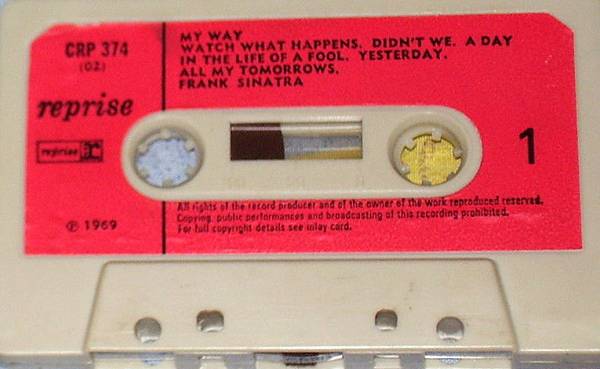 CRP 374
(02)
reprise
reprise
℗ 1969
MY WAY
WATCH WHAT HAPPENS. DIDN'T WE. A DAY
IN THE LIFE OF A FOOL. YESTERDAY.
ALL MY TOMORROWS.
FRANK SINATRA
1
All rights of the record producer and of the owner of the work reproduced reserved.
Copying, public performances and broadcasting of this recording prohibited.
For full copyright details see inlay card.